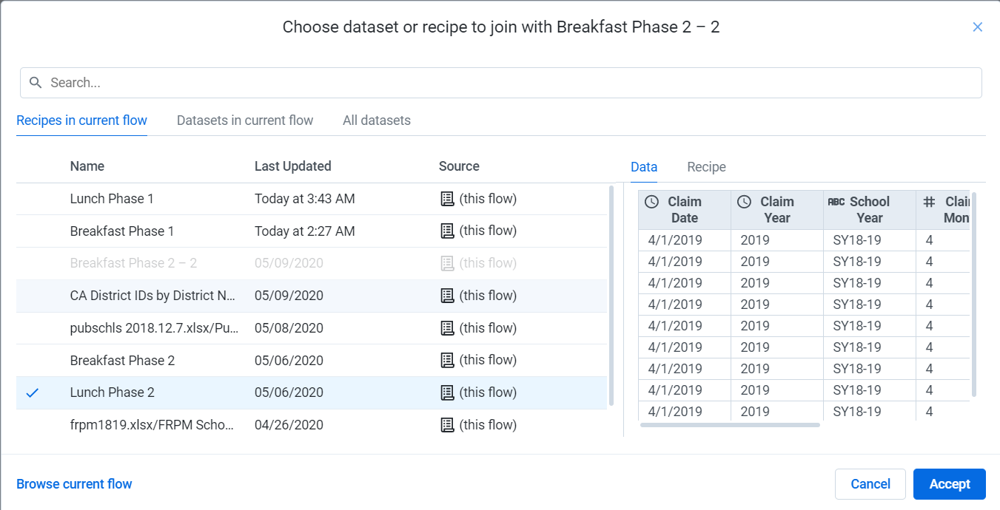 Choose dataset or recipe to join with Breakfast Phase 2 – 2
Search...
Recipes in current flow Datasets in current flow All datasets
Name Last Updated Source
Lunch Phase 1 Today at 3:43 AM (this flow)
Breakfast Phase 1 Today at 2:27 AM (this flow)
Breakfast Phase 2 – 2 05/09/2020 (this flow)
CA District IDs by District N... 05/09/2020 (this flow)
pubschls 2018.12.7.xlsx/Pu... 05/08/2020 (this flow)
Breakfast Phase 2 05/06/2020 (this flow)
Lunch Phase 2 05/06/2020 (this flow)
frpm1819.xlsx/FRPM Scho... 04/26/2020 (this flow)
Data Recipe
Claim Claim ABC School # Clai
Date Year Year Mon
4/1/2019 2019 SY18-19 4
4/1/2019 2019 SY18-19 4
4/1/2019 2019 SY18-19 4
4/1/2019 2019 SY18-19 4
4/1/2019 2019 SY18-19 4
4/1/2019 2019 SY18-19 4
4/1/2019 2019 SY18-19 4
4/1/2019 2019 SY18-19 4
4/1/2019 2019 SY18-19 4
Browse current flow Cancel Accept